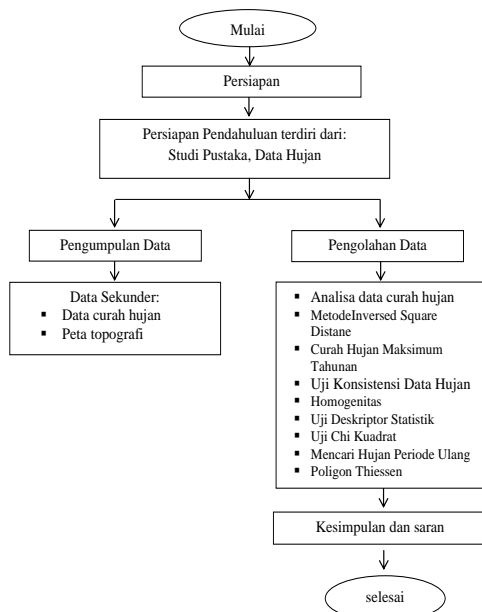 Mulai
Persiapan
Persiapan Pendahuluan terdiri dari:
Studi Pustaka, Data Hujan
Pengumpulan Data
Data Sekunder:
▪ Data curah hujan
▪ Peta topografi
Pengolahan Data
▪ Analisa data curah hujan
▪ MetodeInversed Square
Distane
▪ Curah Hujan Maksimum
Tahunan
▪ Uji Konsistensi Data Hujan
▪ Homogenitas
▪ Uji Deskriptor Statistik
▪ Uji Chi Kuadrat
▪ Mencari Hujan Periode Ulang
▪ Poligon Thiessen
Kesimpulan dan saran
selesai